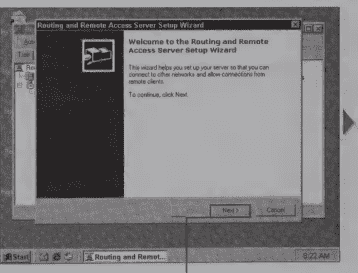 Routing and Remote Access Server Setup Wizard
Welcome to the Routing and Remote
Access Server Setup Wizard
This wizard helps you set up your server so that you can
connect to other networks and allow connections from
remote clients.
To continue, click Next.
Next >
Cancel
Start
Routing and Remot...
8:22 AM